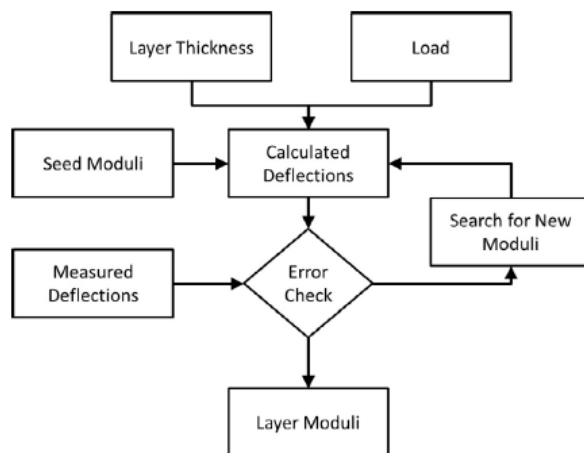 Layer Thickness
Load
Seed Moduli
Calculated
Deflections
Search for New
Moduli
Measured
Deflections
Error
Check
Layer Moduli